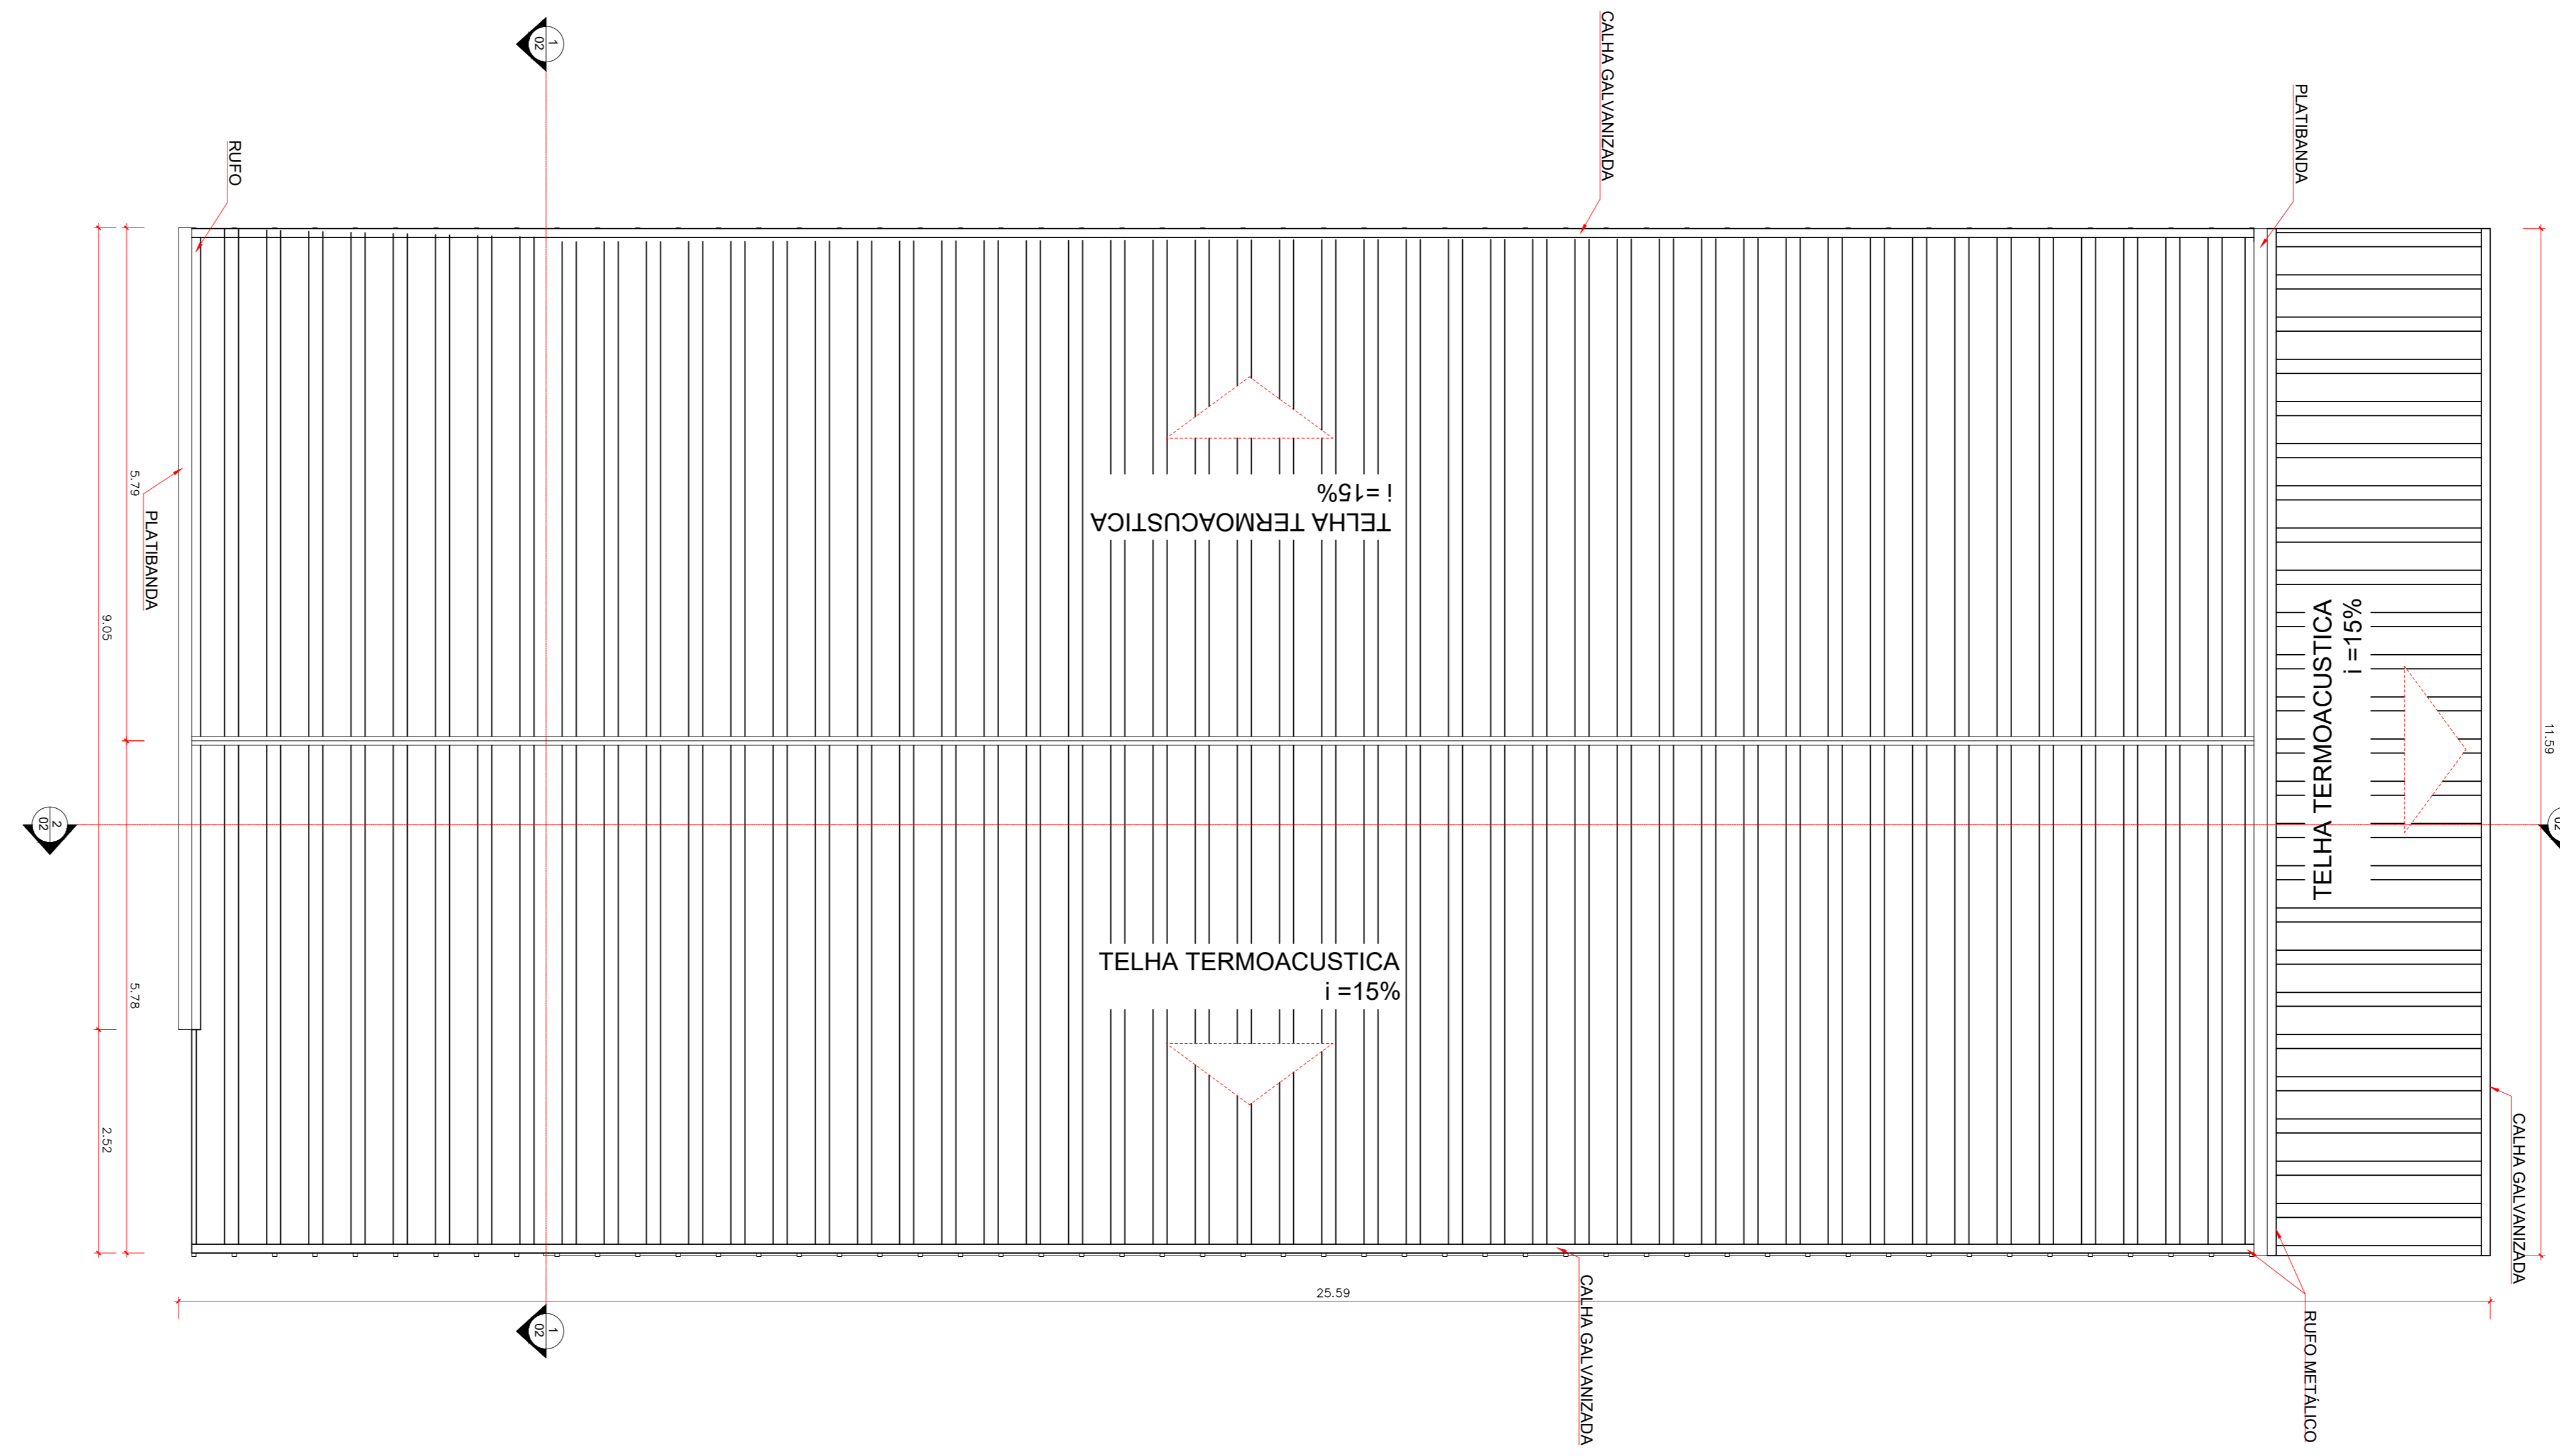 1
02
CALHA GALVANIZADA
PLATIBANDA
RUFO
i =15%
TELHA TERMOACUSTICA
TELHA TERMOACUSTICA
i =15%
11.59
5.79
PLATIBANDA
9.05
2
02
02
TELHA TERMOACUSTICA
i =15%
5.78
2.52
CALHA GALVANIZADA
25.59
CALHA GALVANIZADA
RUFO METÁLICO
1
02